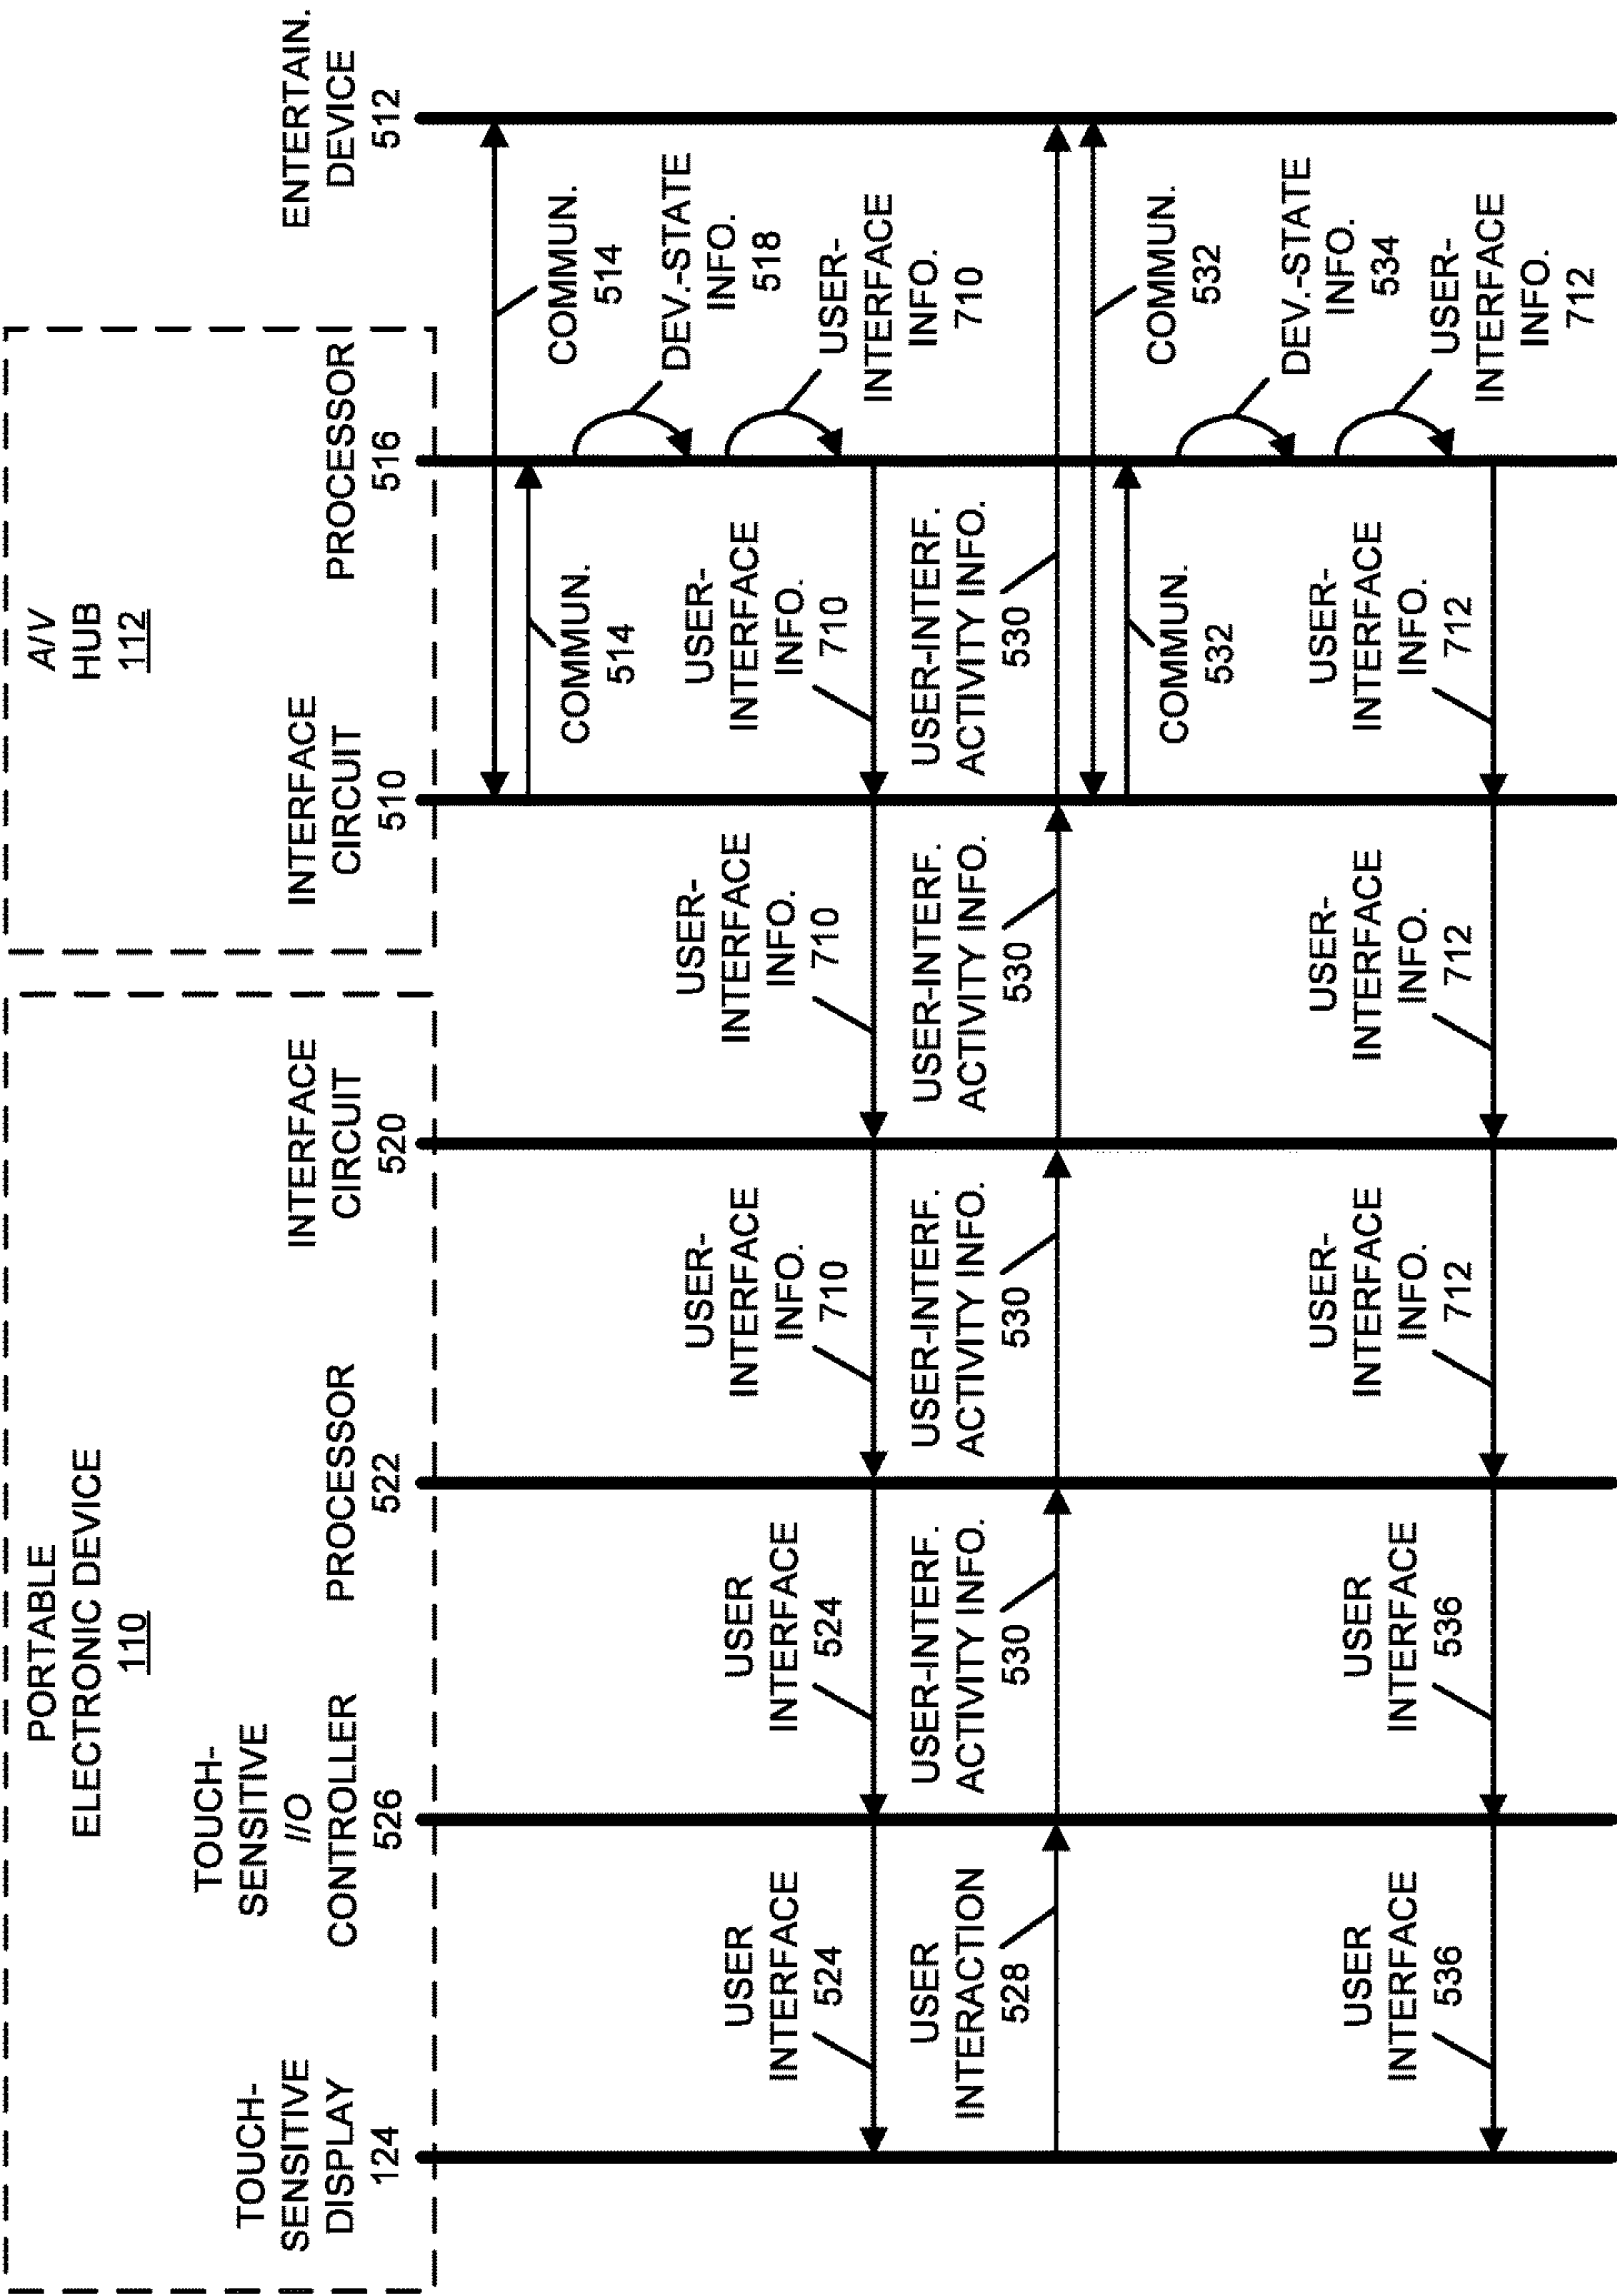 PORTABLE
ELECTRONIC DEVICE
110
A/V
HUB
112
TOUCH-
SENSITIVE
DISPLAY
124
TOUCH-
SENSITIVE
I/O
CONTROLLER
526
PROCESSOR
522
INTERFACE
CIRCUIT
520
INTERFACE
CIRCUIT
510
PROCESSOR
516
ENTERTAIN.
DEVICE
512
COMMUN.
514
COMMUN.
514
DEV.-STATE
INFO.
518
USER-
INTERFACE
INFO.
710
USER
INTERFACE
524
USER
INTERFACE
524
USER-
INTERFACE
INFO.
710
USER-
INTERFACE
INFO.
710
USER-
INTERFACE
INFO.
710
USER
INTERACTION
528
USER-INTERF.
ACTIVITY INFO.
530
USER-INTERF.
ACTIVITY INFO.
530
USER-INTERF.
ACTIVITY INFO.
530
USER-INTERF.
ACTIVITY INFO.
530
COMMUN.
532
COMMUN.
532
DEV.-STATE
INFO.
534
USER-
INTERFACE
INFO.
712
USER
INTERFACE
536
USER
INTERFACE
536
USER-
INTERFACE
INFO.
712
USER-
INTERFACE
INFO.
712
USER-
INTERFACE
INFO.
712